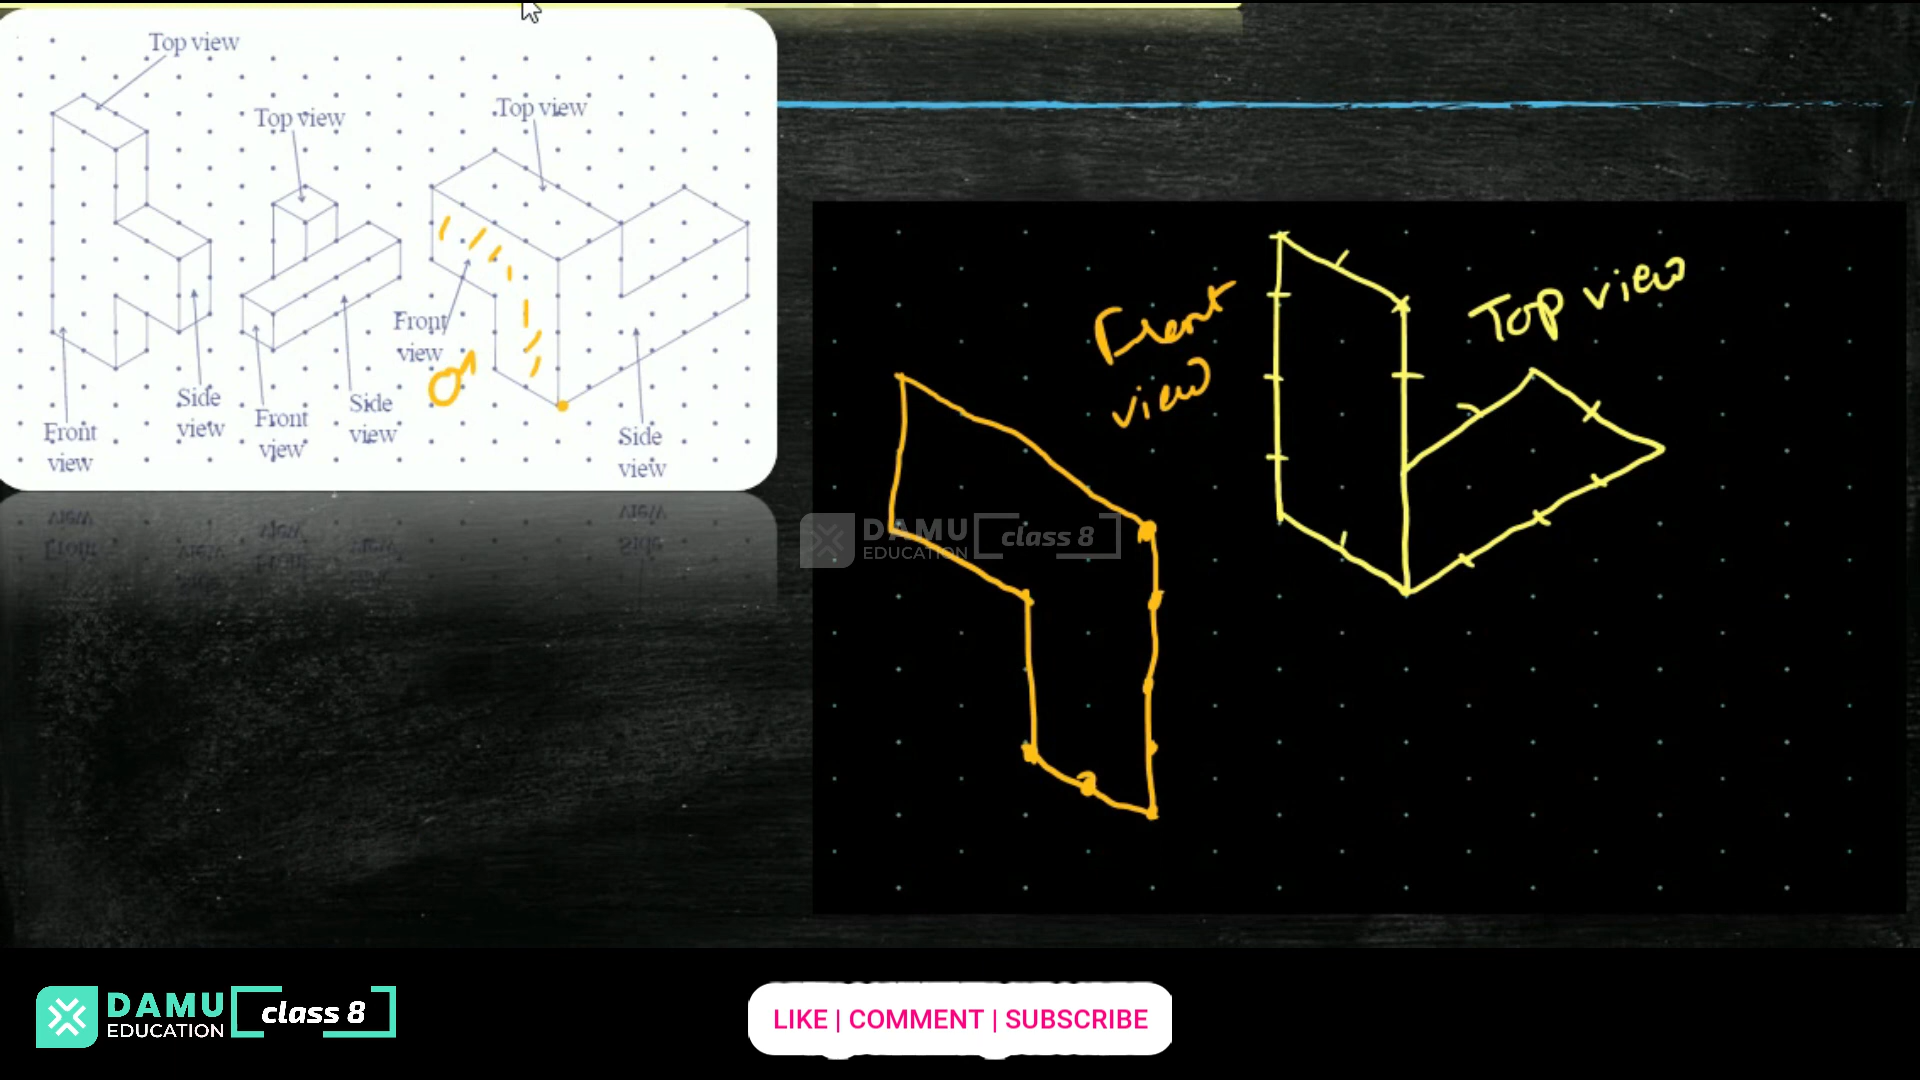 Top view
Top view
Top view
Front
view
Side
view
Front
view
Side
view
Front
view
Side
view
Front
view
Top view
DAMU
EDUCATION
class 8
DAMU
EDUCATION
class 8
LIKE | COMMENT | SUBSCRIBE